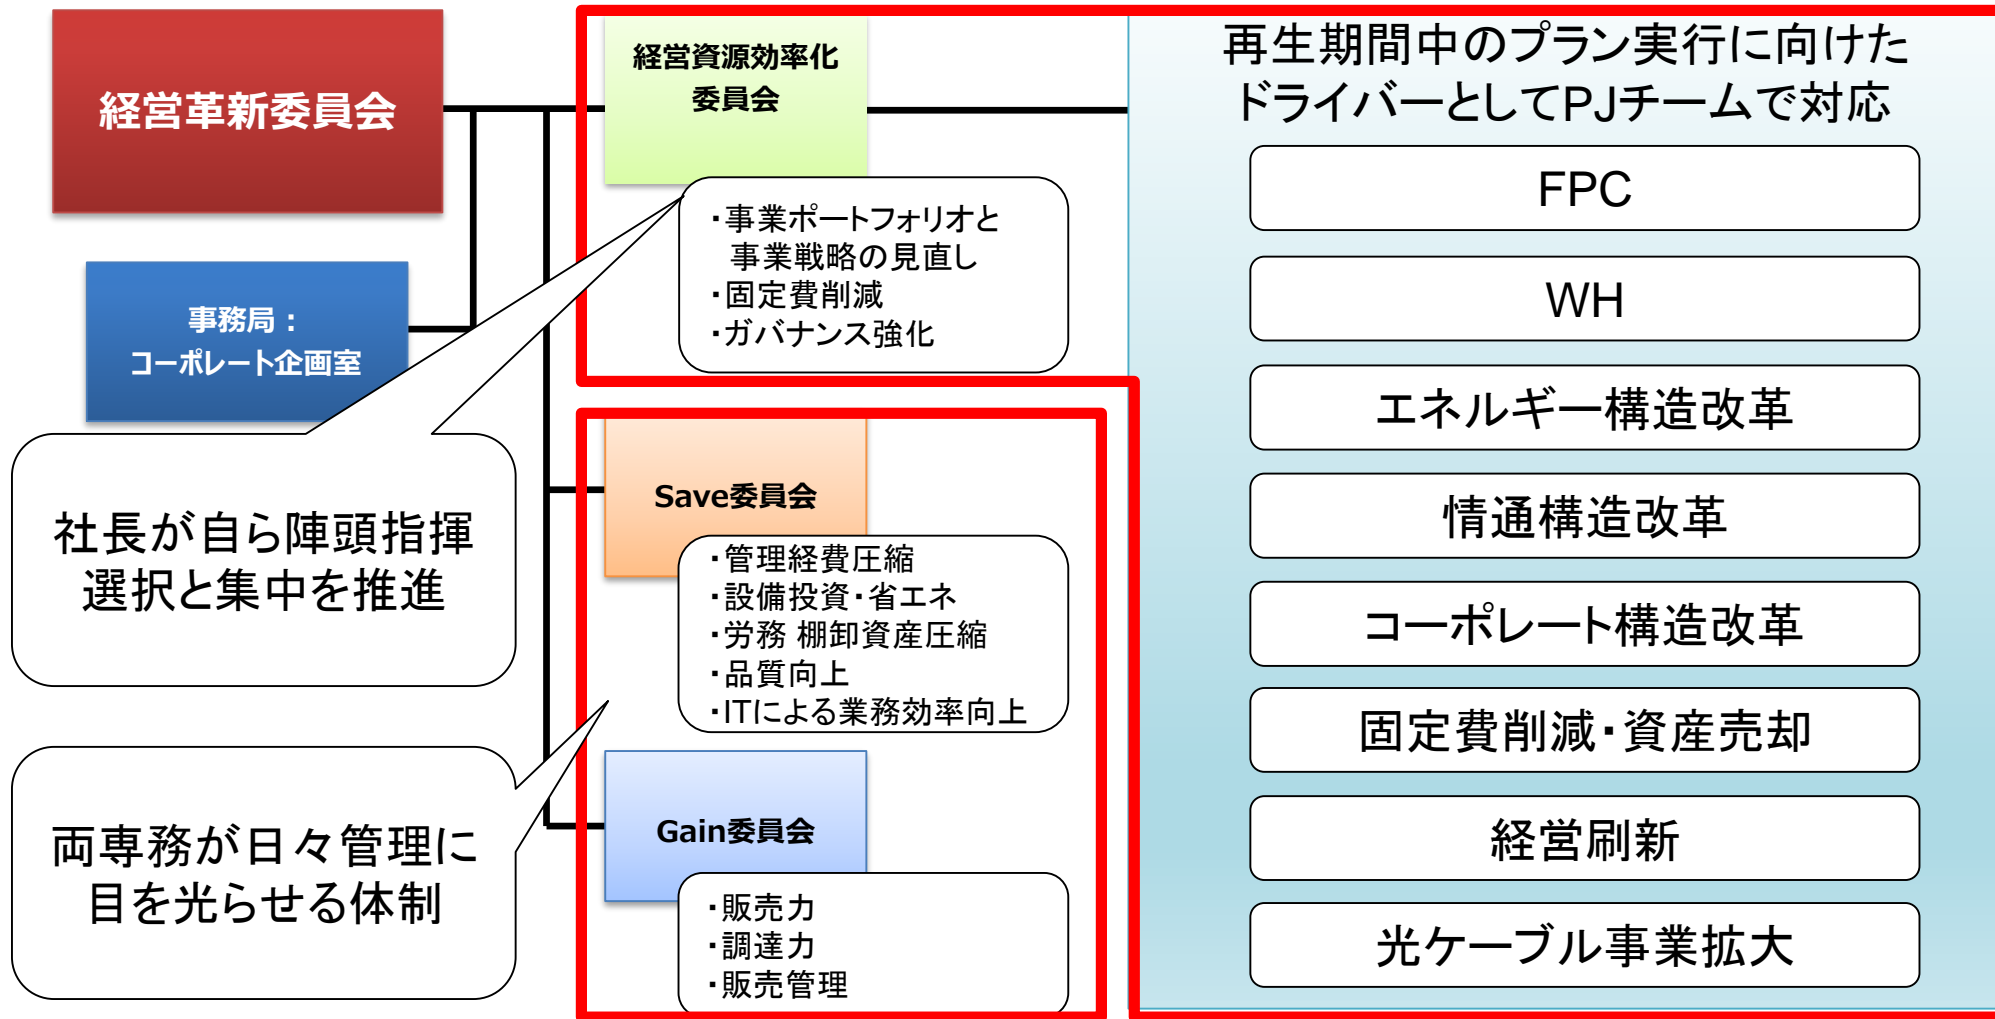 経営革新委員会
事務局：
コーポレート企画室
経営資源効率化
委員会
・事業ポートフォリオと
事業戦略の見直し
・固定費削減
・ガバナンス強化
社長が自ら陣頭指揮
選択と集中を推進
Save委員会
・管理経費圧縮
・設備投資・省エネ
・労務 棚卸資産圧縮
・品質向上
・ITによる業務効率向上
両専務が日々管理に
目を光らせる体制
Gain委員会
・販売力
・調達力
・販売管理
再生期間中のプラン実行に向けた
ドライバーとしてPJチームで対応
FPC
WH
エネルギー構造改革
情通構造改革
コーポレート構造改革
固定費削減・資産売却
経営刷新
光ケーブル事業拡大